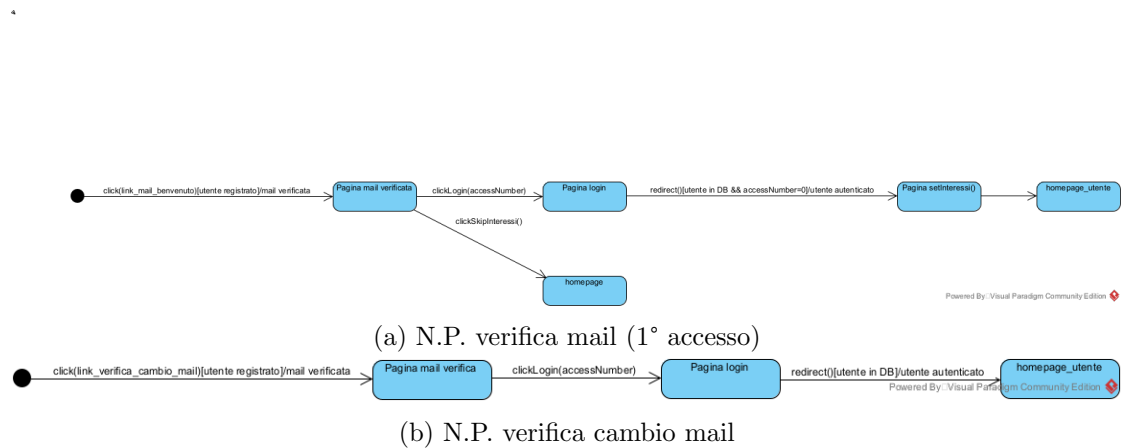 click(link_mail_benvenuto)[utente registrato]/mail verificata
Pagina mail verificata
clickLogin(accessNumber)
Pagina login
redirect()[utente in DB && accessNumber=0]/utente autenticato
Pagina setInteressi()
homepage_utente
clickSkipInteressi()
homepage
Powered By Visual Paradigm Community Edition
(a) N.P. verifica mail (1° accesso)
click(link_verifica_cambio_mail)[utente registrato]/mail verificata
Pagina mail verifica
clickLogin(accessNumber)
Pagina login
redirect()[utente in DB]/utente autenticato
homepage_utente
Powered By Visual Paradigm Community Edition
(b) N.P. verifica cambio mail